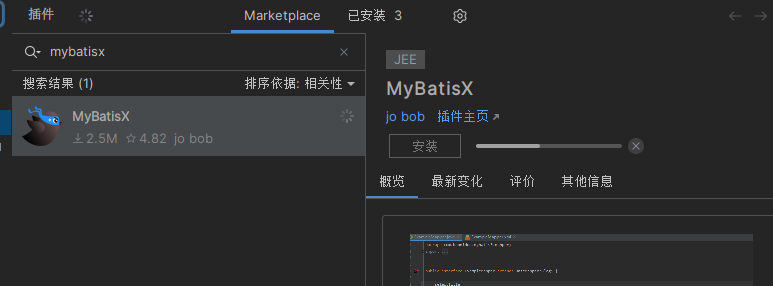 插件
Marketplace
已安装 3
mybatisx
搜索结果 (1)
排序依据: 相关性
MyBatisX
2.5M 4.82 jo bob
JEE
MyBatisX
jo bob 插件主页
安装
概览 最新变化 评价 其他信息